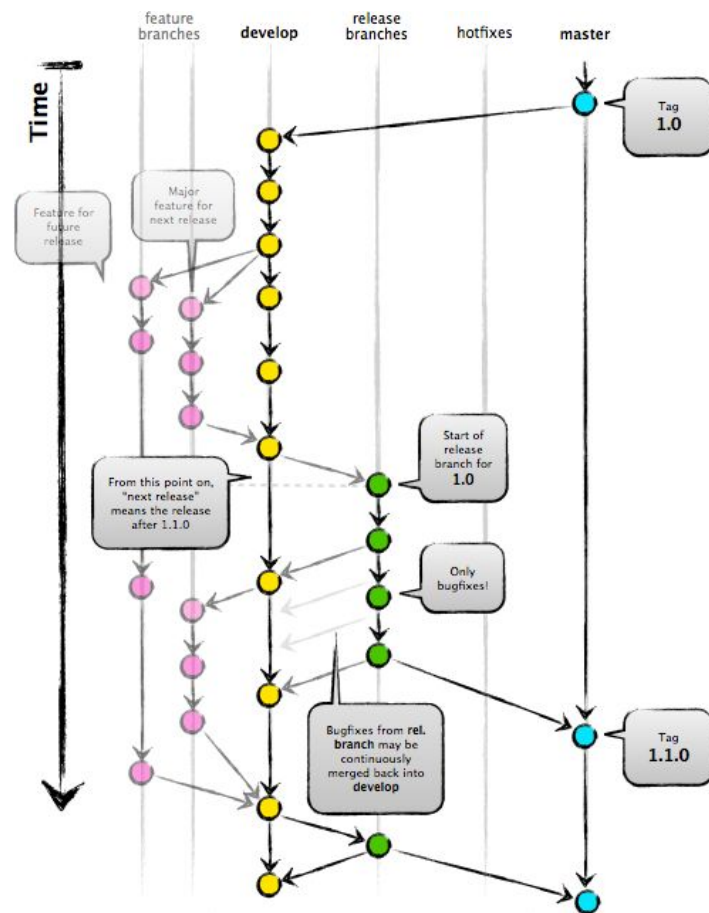 feature
branches
develop
release
branches
hotfixes
master
Time
Tag
1.0
Major
feature for
next release
Feature for
future
release
Start of
release
branch for
1.0
From this point on,
“next release”
means the release
after 1.1.0
Only
bugfixes!
Bugfixes from rel.
branch may be
continuously
merged back into
develop
Tag
1.1.0